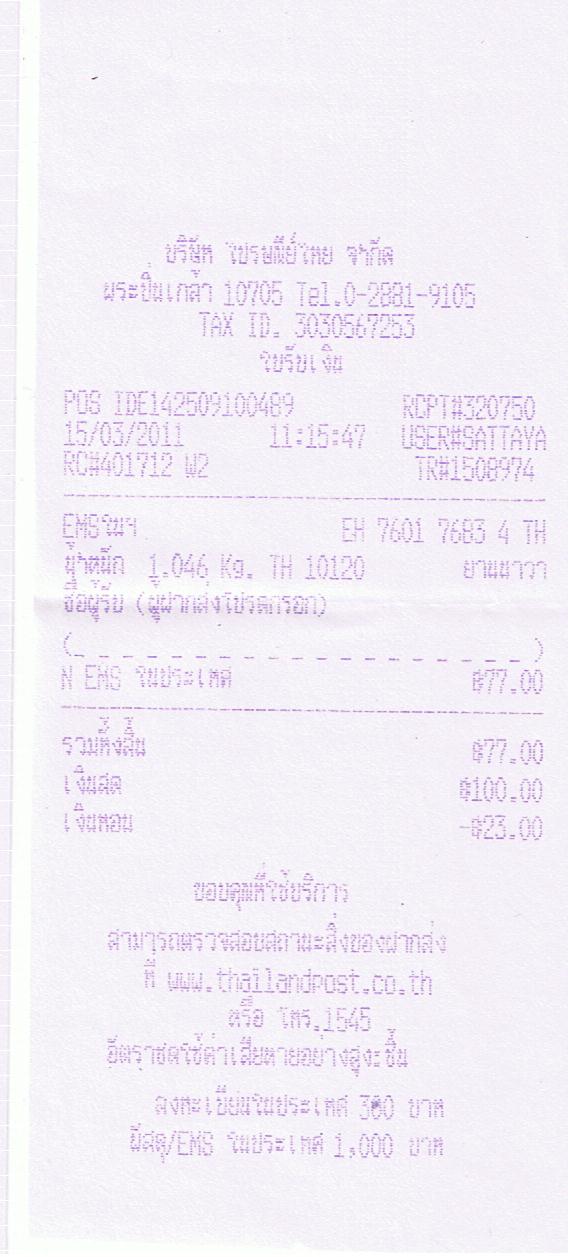 บริษัท ไปรษณีย์ไทย จำกัด
พระปิ่นเกล้า 10705 Tel.0-2881-9105
TAX ID. 3030567253
ใบรับเงิน
POS IDE142509100489 RCPT#320750
15/03/2011 11:15:47 USER#SATTAYA
RC#401712 W2 TR#1508974
EMSในฯ EH 7601 7683 4 TH
น้ำหนัก 1.046 Kg. TH 10120 ยานนาวา
ชื่อผู้รับ (ผู้ฝากส่งโปรดกรอก)
(_ _ _ _ _ _ _ _ _ _ _ _ _ _ _ _ _ _ _ _)
N EMS ในประเทศ ฿77.00
รวมทั้งสิ้น ฿77.00
เงินสด ฿100.00
เงินทอน -฿23.00
ขอบคุณที่ใช้บริการ
สามารถตรวจสอบสถานะสิ่งของฝากส่ง
ที่ www.thailandpost.co.th
หรือ โทร.1545
อัตราชดใช้ค่าเสียหายอย่างสูงะชิ้น
ลงทะเบียนในประเทศ 300 บาท
พัสดุ/EMS ในประเทศ 1,000 บาท